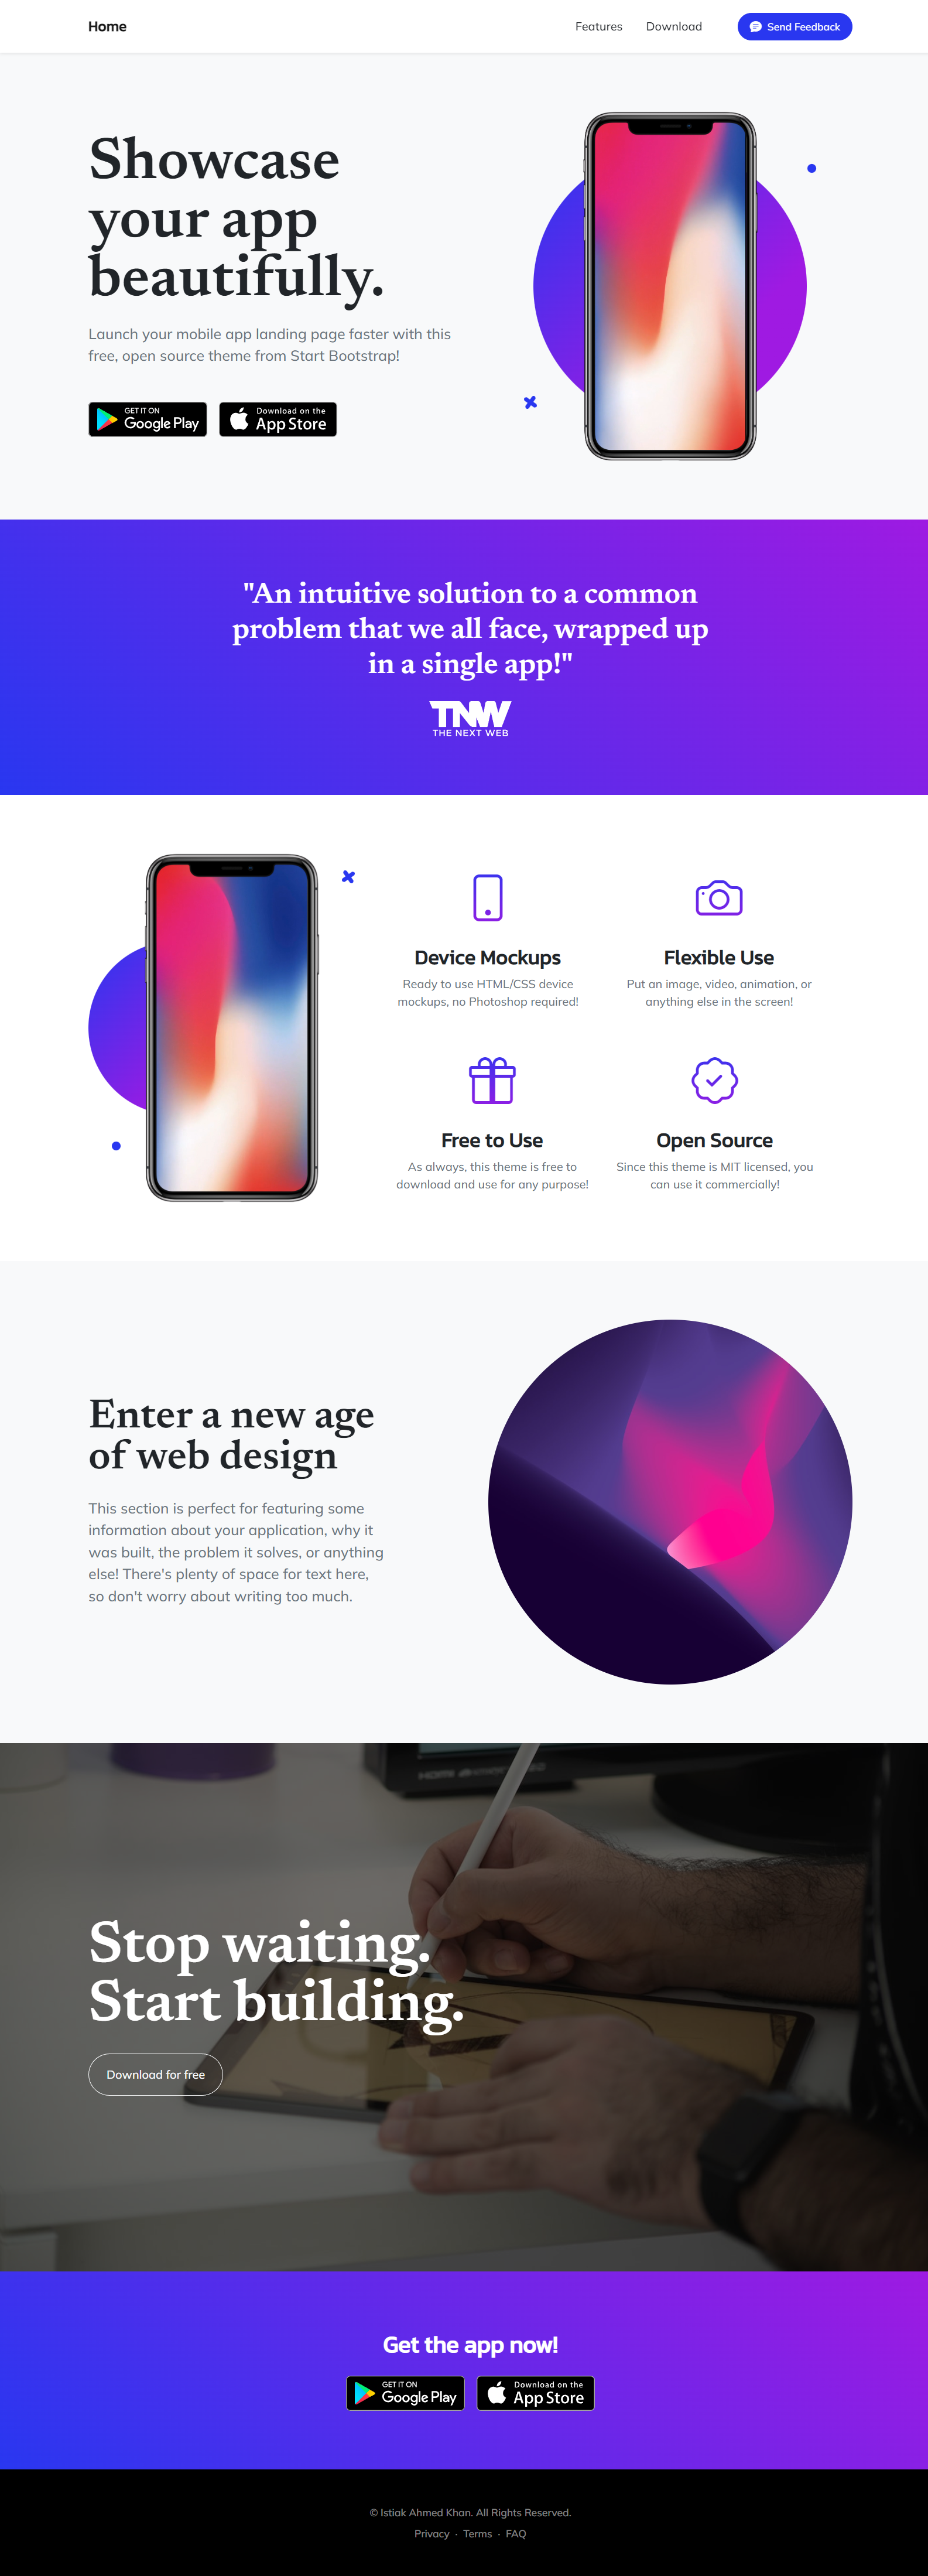 Home
Features
Download
Send Feedback
Showcase
your app
beautifully.
Launch your mobile app landing page faster with this
free, open source theme from Start Bootstrap!
GET IT ON
Google Play
Download on the
App Store
"An intuitive solution to a common
problem that we all face, wrapped up
in a single app!"
TNW
THE NEXT WEB
Device Mockups
Ready to use HTML/CSS device
mockups, no Photoshop required!
Flexible Use
Put an image, video, animation, or
anything else in the screen!
Free to Use
As always, this theme is free to
download and use for any purpose!
Open Source
Since this theme is MIT licensed, you
can use it commercially!
Enter a new age
of web design
This section is perfect for featuring some
information about your application, why it
was built, the problem it solves, or anything
else! There's plenty of space for text here,
so don't worry about writing too much.
HDMI
Stop waiting.
Start building.
Download for free
Get the app now!
GET IT ON
Google Play
Download on the
App Store
© Istiak Ahmed Khan. All Rights Reserved.
Privacy · Terms · FAQ